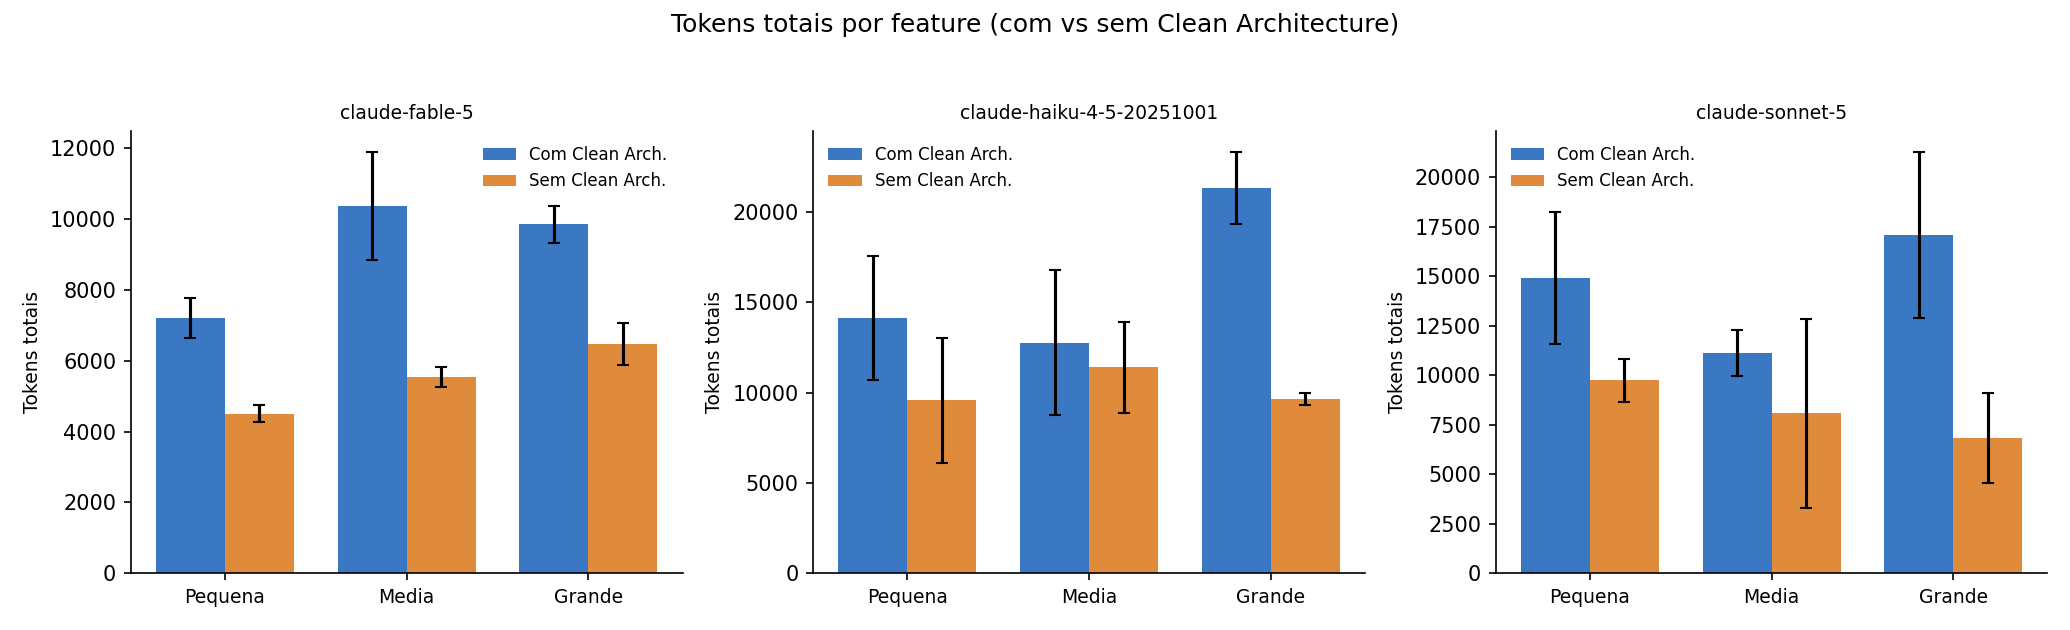 Tokens totais por feature (com vs sem Clean Architecture)
claude-fable-5
Tokens totais
12000
10000
8000
6000
4000
2000
0
Com Clean Arch.
Sem Clean Arch.
Pequena
Media
Grande
claude-haiku-4-5-20251001
Tokens totais
20000
15000
10000
5000
0
Com Clean Arch.
Sem Clean Arch.
Pequena
Media
Grande
claude-sonnet-5
Tokens totais
20000
17500
15000
12500
10000
7500
5000
2500
0
Com Clean Arch.
Sem Clean Arch.
Pequena
Media
Grande